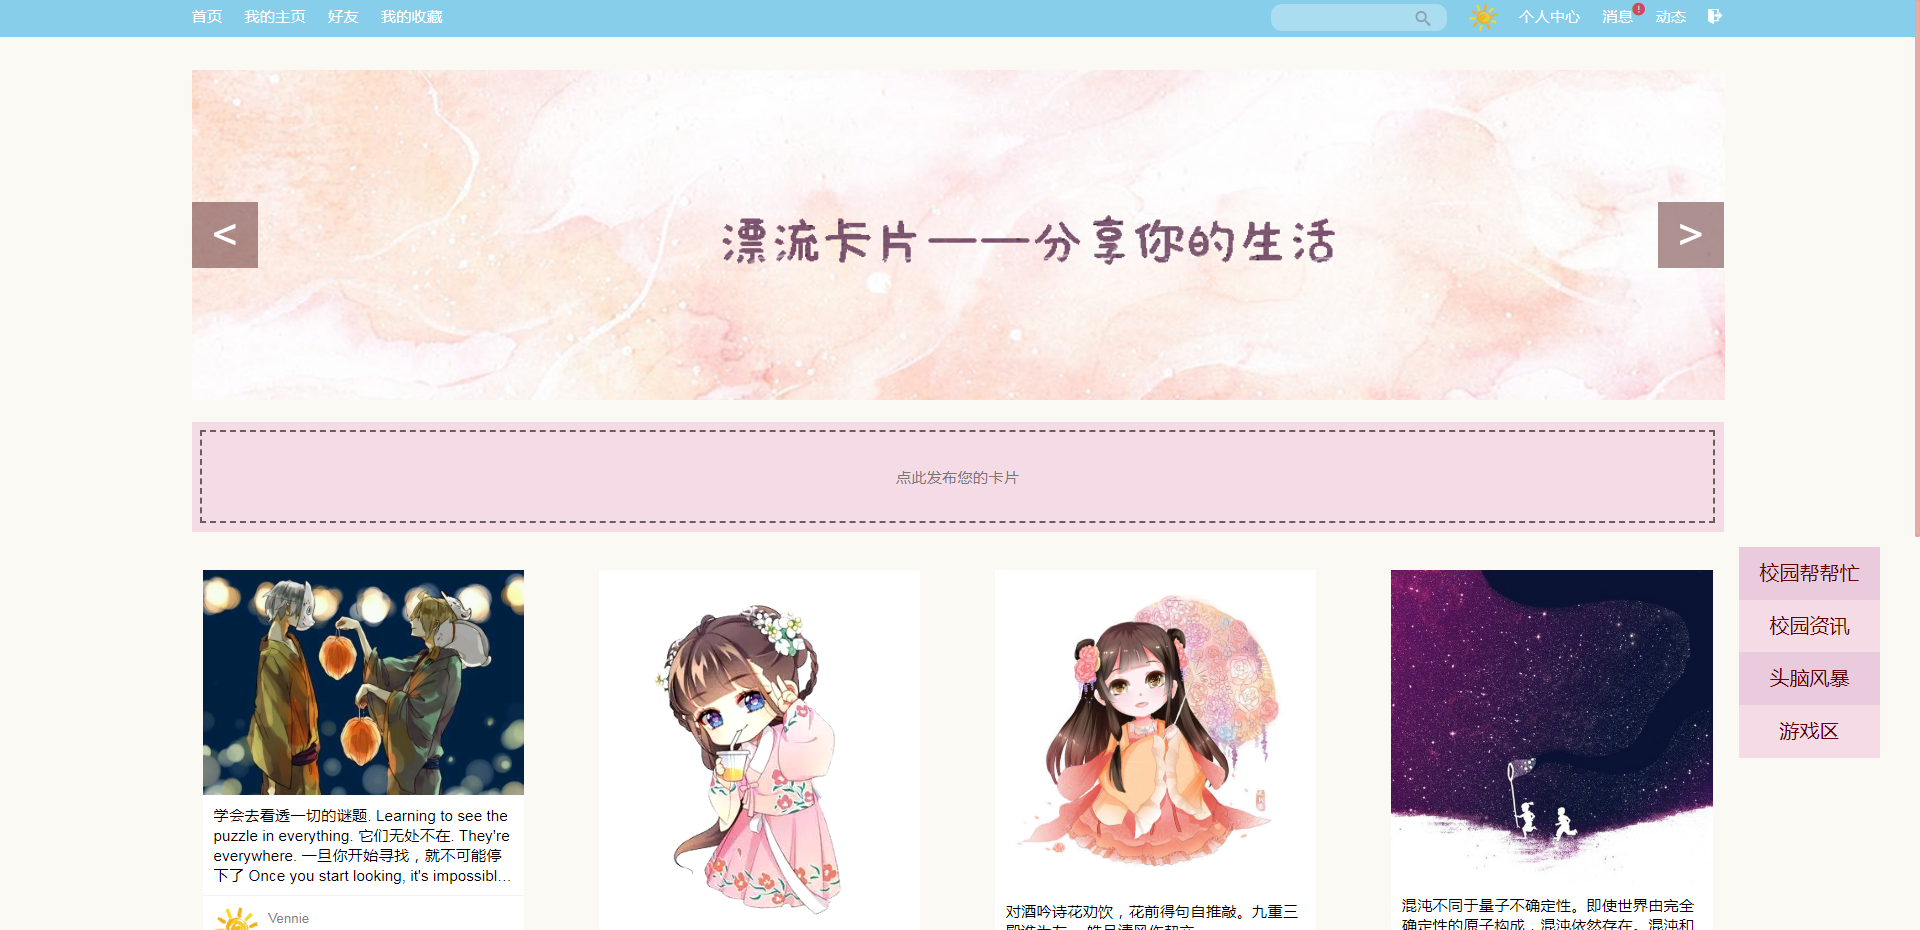 首页 我的主页 好友 我的收藏 个人中心 消息 动态
漂流卡片——分享你的生活
<
>
点此发布您的卡片
校园帮帮忙
校园资讯
头脑风暴
游戏区
学会去看透一切的谜题. Learning to see the
puzzle in everything. 它们无处不在. They're
everywhere. 一旦你开始寻找，就不可能停
下了 Once you start looking, it's impossibl...
Vennie
对酒吟诗花劝饮，花前得句自推敲。九重三
混沌不同于量子不确定性。即使世界由完全
确定性的原子构成，混沌依然存在。混沌和